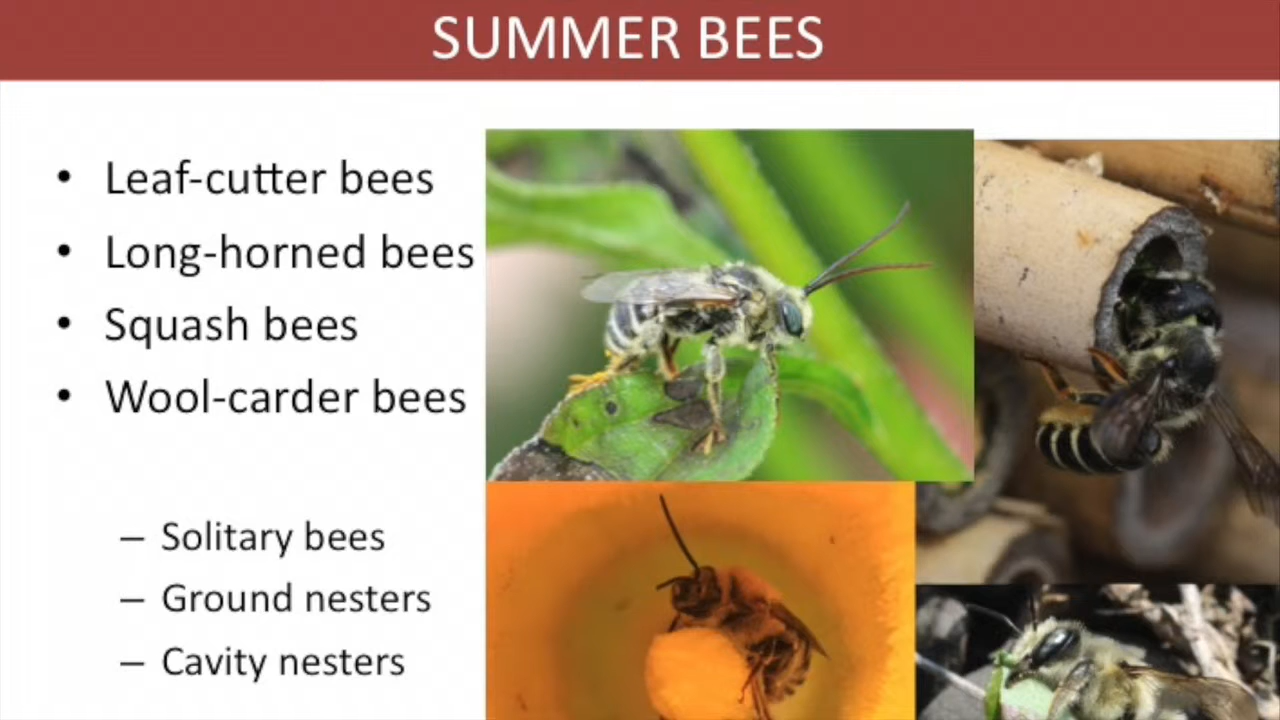 SUMMER BEES
• Leaf-cutter bees
• Long-horned bees
• Squash bees
• Wool-carder bees
– Solitary bees
– Ground nesters
– Cavity nesters